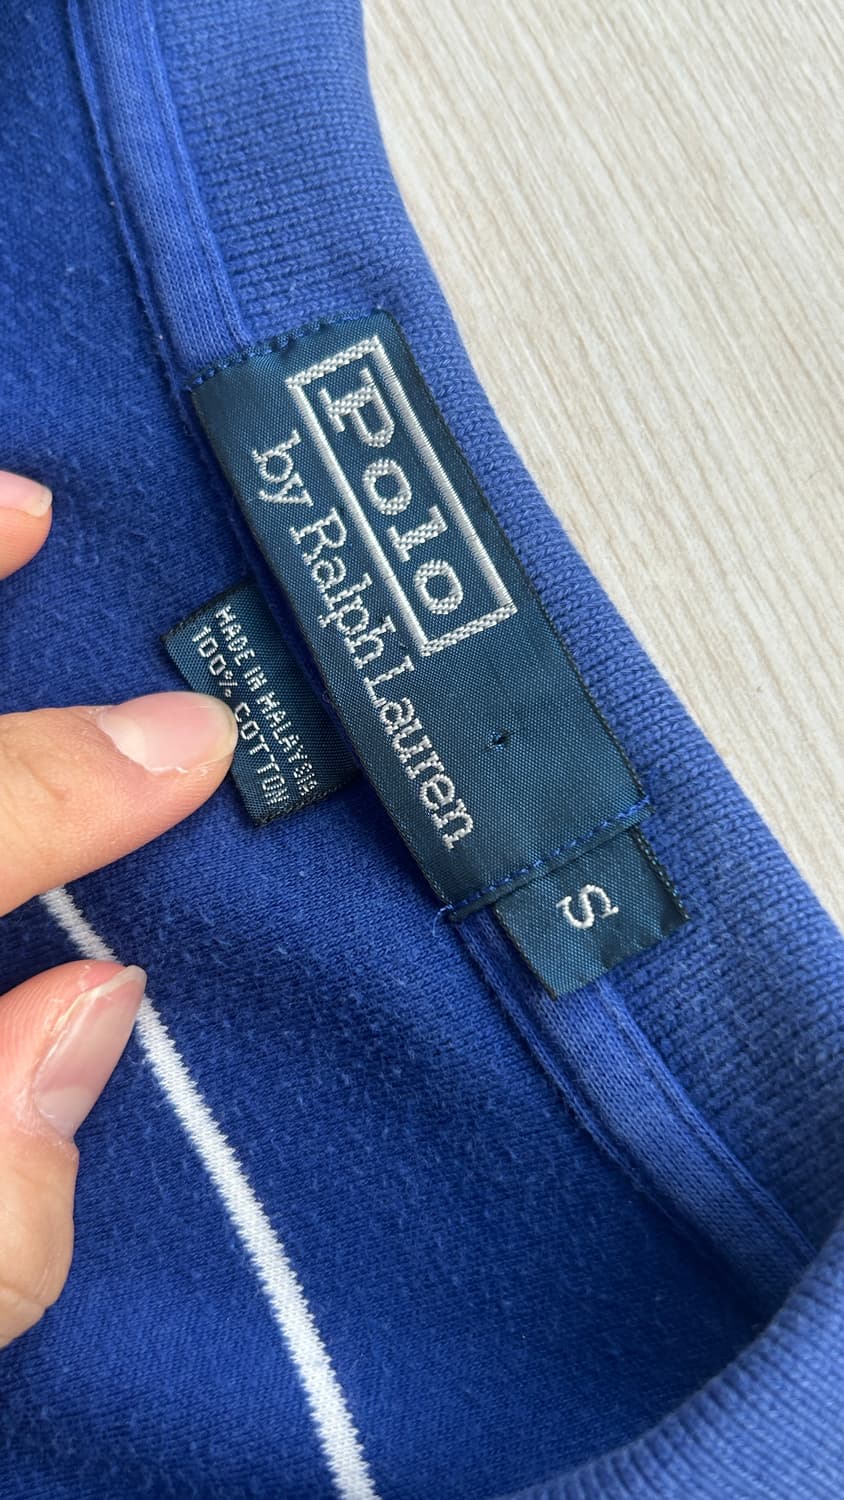 Polo
by Ralph Lauren
S
MADE IN MALAYSIA
100% COTTON